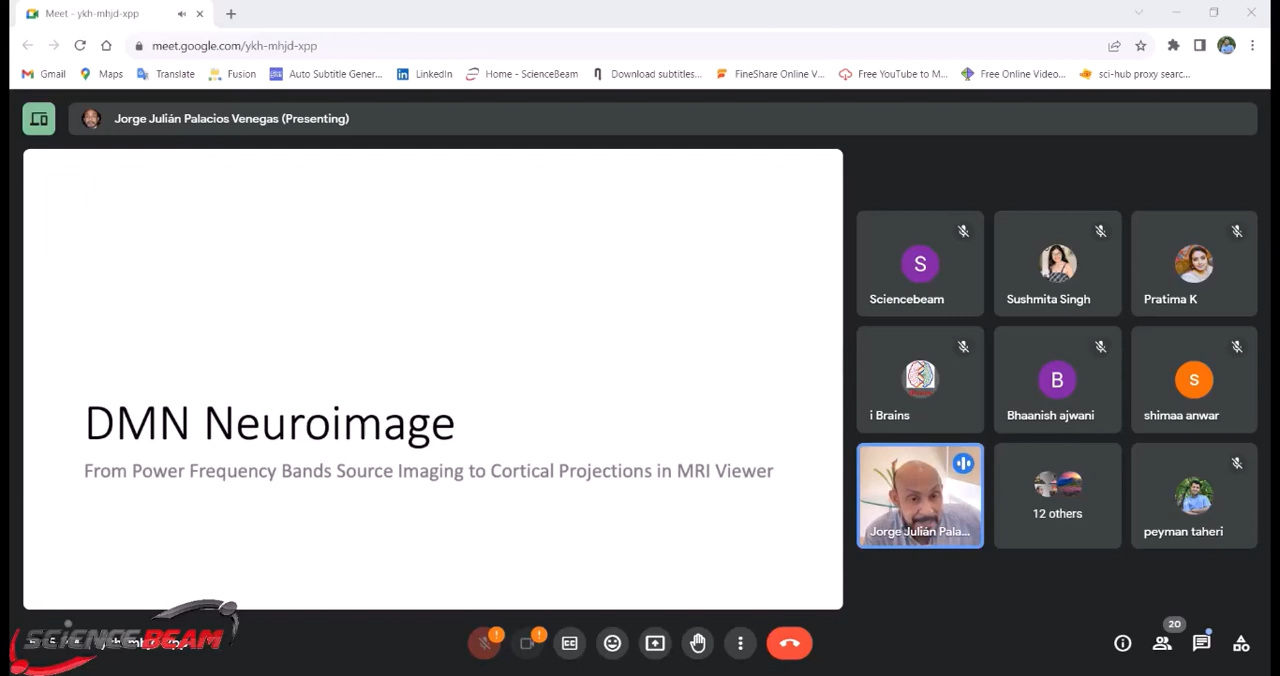 Meet - ykh-mhjd-xpp
meet.google.com/ykh-mhjd-xpp
Gmail
Maps
Translate
Fusion
Auto Subtitle Gener...
LinkedIn
Home - ScienceBeam
Download subtitles...
FineShare Online V...
Free YouTube to M...
Free Online Video...
sci-hub proxy searc...
Jorge Julián Palacios Venegas (Presenting)
DMN Neuroimage
From Power Frequency Bands Source Imaging to Cortical Projections in MRI Viewer
S
Sciencebeam
Sushmita Singh
Pratima K
i Brains
B
Bhaanish ajwani
s
shimaa anwar
Jorge Julián Pala...
12 others
peyman taheri
SCIENCEBEAM
20